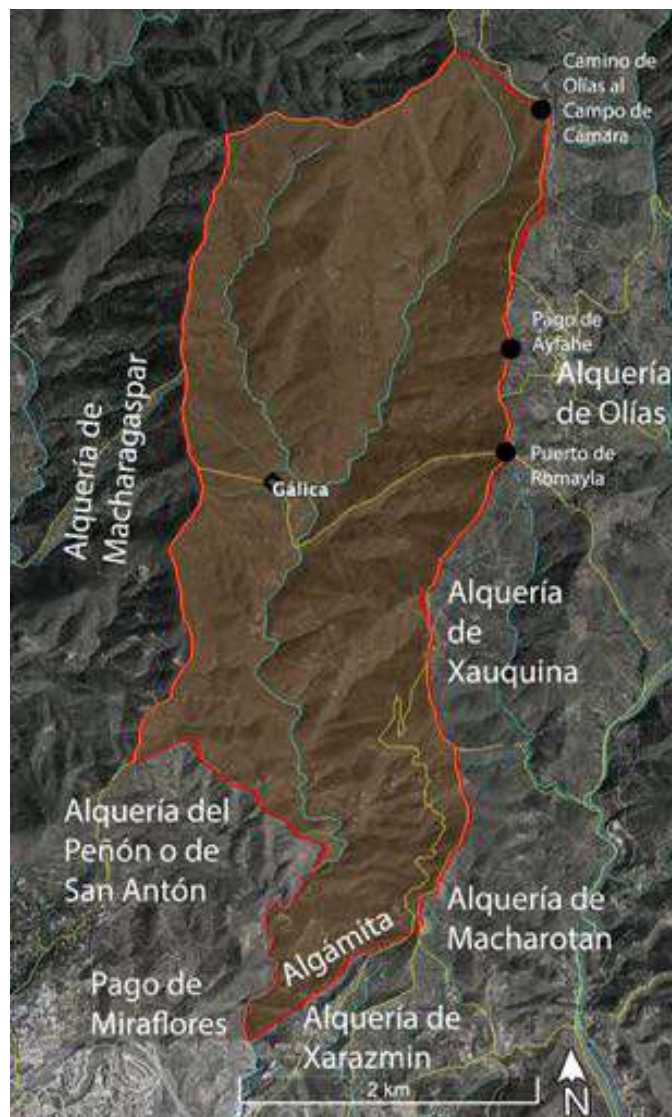 Camino de
Olías al
Campo de
Cámara
Pago de
Ayfahe
Alquería
de Olías
Alquería de
Macharagaspar
Puerto de
Romayla
Gálica
Alquería
de
Xauquina
Alquería del
Peñón o de
San Antón
Alquería de
Macharotan
Algámita
Pago de
Miraflores
Alquería de
Xarazmin
2 km
N